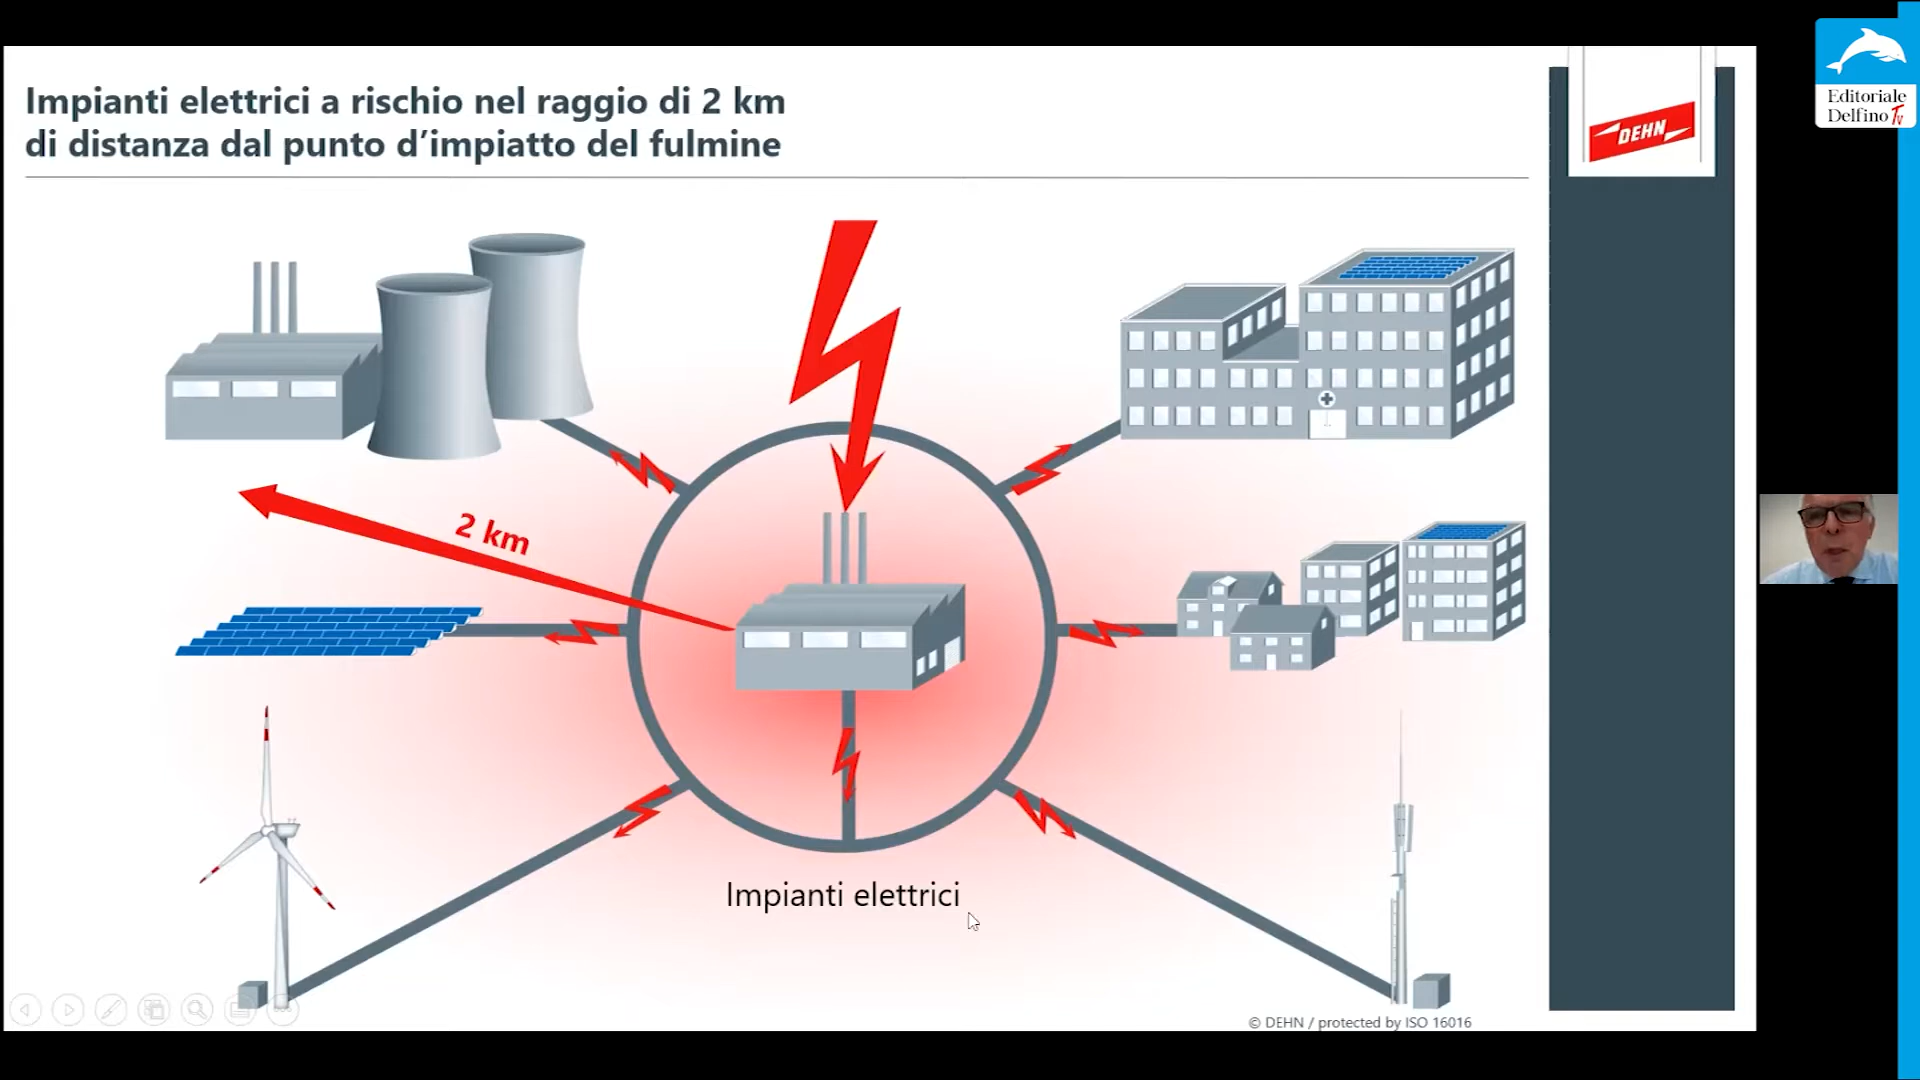 Impianti elettrici a rischio nel raggio di 2 km
di distanza dal punto d’impiatto del fulmine
DEHN
Editoriale
Delfino Tv
2 km
Impianti elettrici
© DEHN / protected by ISO 16016